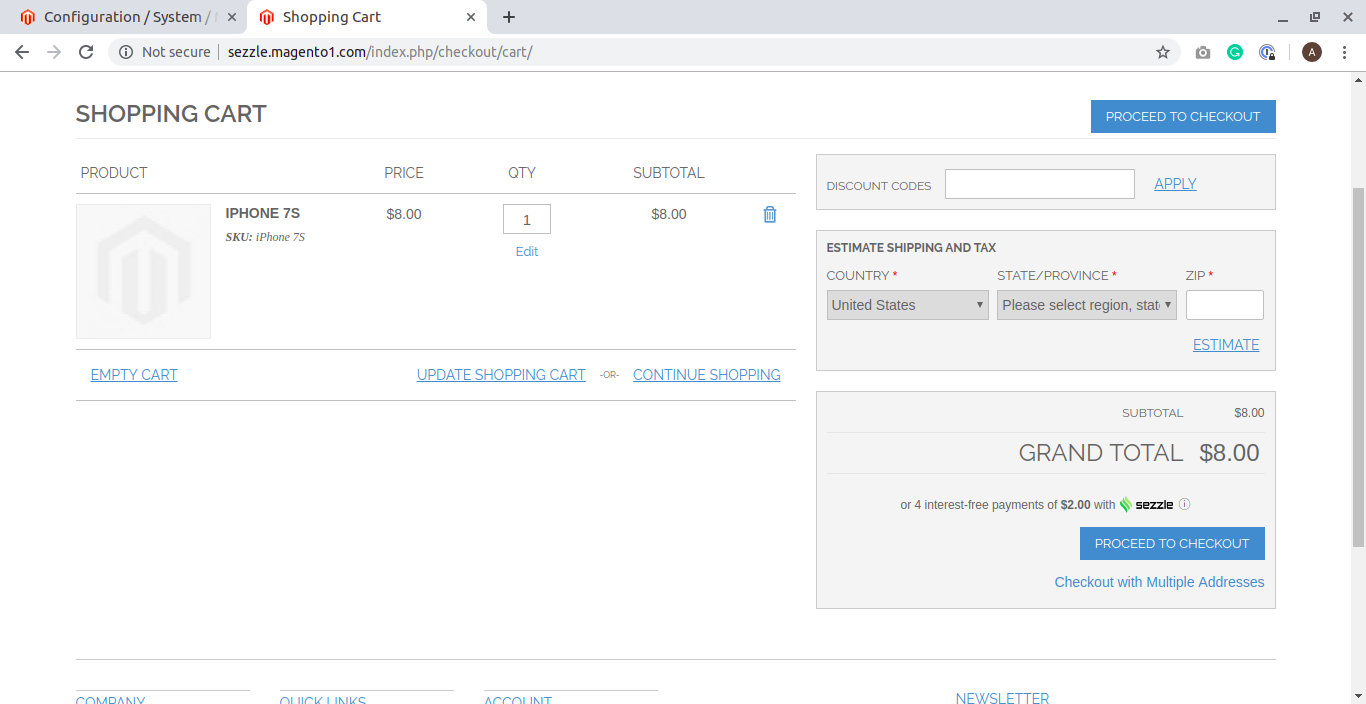 Configuration / System /
Shopping Cart
Not secure
sezzle.magento1.com/index.php/checkout/cart/
A
SHOPPING CART
PROCEED TO CHECKOUT
PRODUCT PRICE QTY SUBTOTAL
IPHONE 7S $8.00 1 $8.00
SKU: iPhone 7S
Edit
EMPTY CART UPDATE SHOPPING CART -OR- CONTINUE SHOPPING
DISCOUNT CODES APPLY
ESTIMATE SHIPPING AND TAX
COUNTRY * STATE/PROVINCE * ZIP *
United States Please select region, stat
ESTIMATE
SUBTOTAL $8.00
GRAND TOTAL $8.00
or 4 interest-free payments of $2.00 with sezzle i
PROCEED TO CHECKOUT
Checkout with Multiple Addresses
COMPANY QUICK LINKS ACCOUNT NEWSLETTER